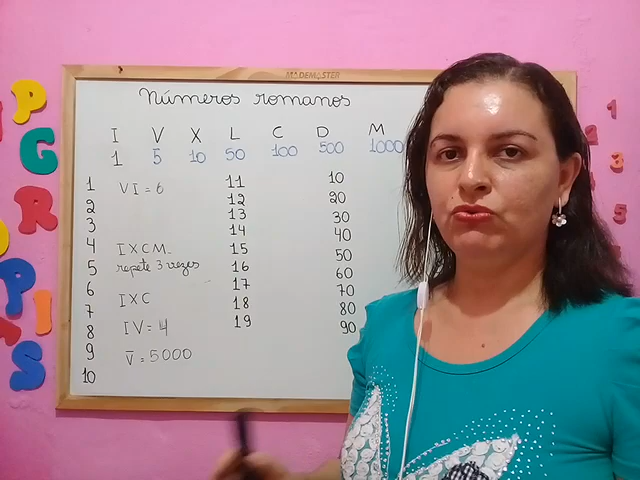 MADEMASTER
Números romanos
I V X L C D M
1 5 10 50 100 500 1000
1 VI = 6 11 10
2 12 20
3 13 30
4 14 40
IXCM
5 repete 3 vezes 15 50
6 16 60
7 IXC 17 70
8 IV = 4 18 80
9 19 90
V̅ = 5000
10
P
G
R
P
I
S
1
2
3
5